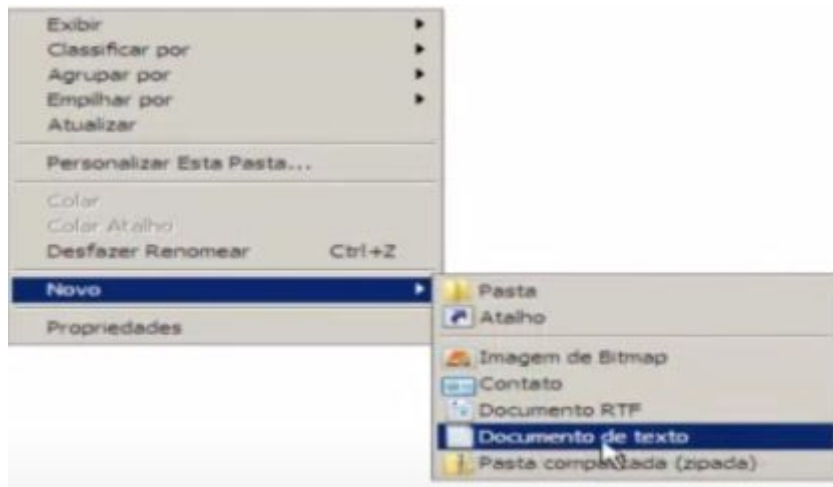 Exibir
Classificar por
Agrupar por
Empilhar por
Atualizar
Personalizar Esta Pasta...
Colar
Colar Atalho
Desfazer Renomear Ctrl+Z
Novo
Propriedades
Pasta
Atalho
Imagem de Bitmap
Contato
Documento RTF
Documento de texto
Pasta compactada (zipada)